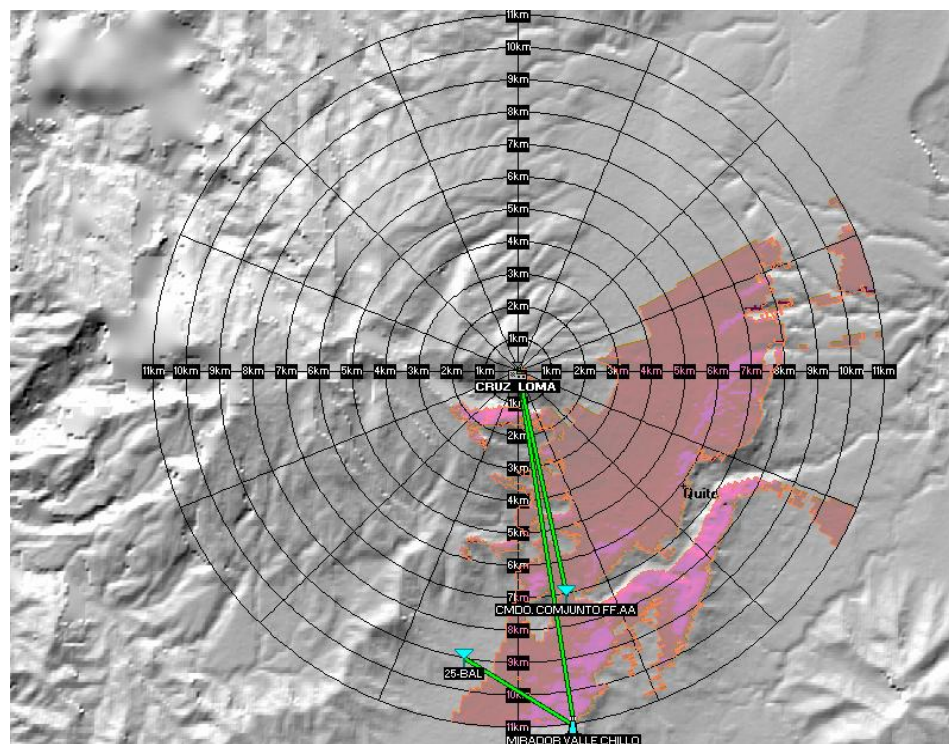 11km
10km
9km
8km
7km
6km
5km
4km
3km
2km
1km
11km 10km 9km 8km 7km 6km 5km 4km 3km 2km 1km 1km 2km 3km 4km 5km 6km 7km 8km 9km 10km 11km
CRUZ LOMA
1km
2km
3km
4km
Quito
5km
6km
7km
CMDO. COMJUNTO FF.AA
8km
9km
25-BAL
10km
11km
MIRADOR VALLE CHILLO